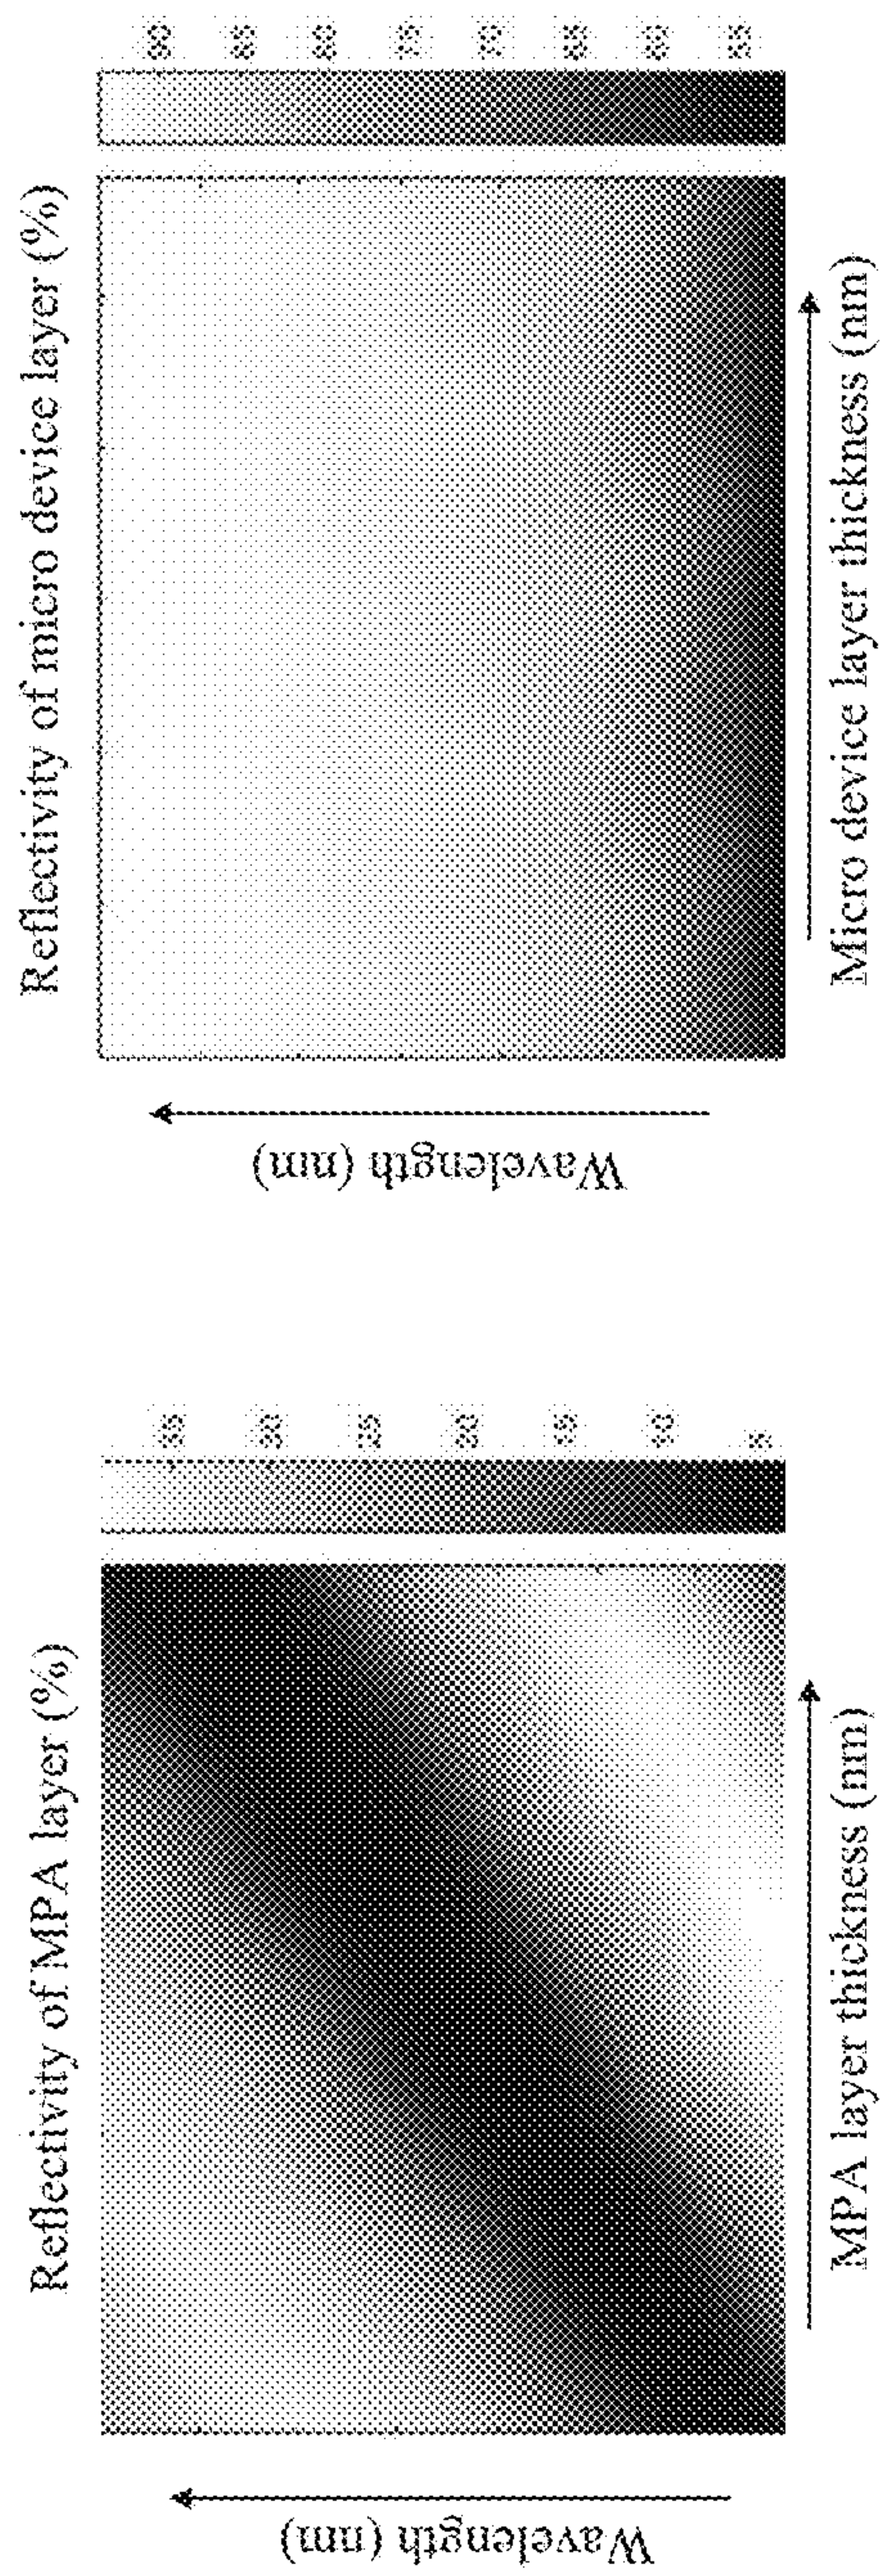 Reflectivity of MPA layer (%)
Wavelength (nm)
MPA layer thickness (nm)
Reflectivity of micro device layer (%)
Wavelength (nm)
Micro device layer thickness (nm)